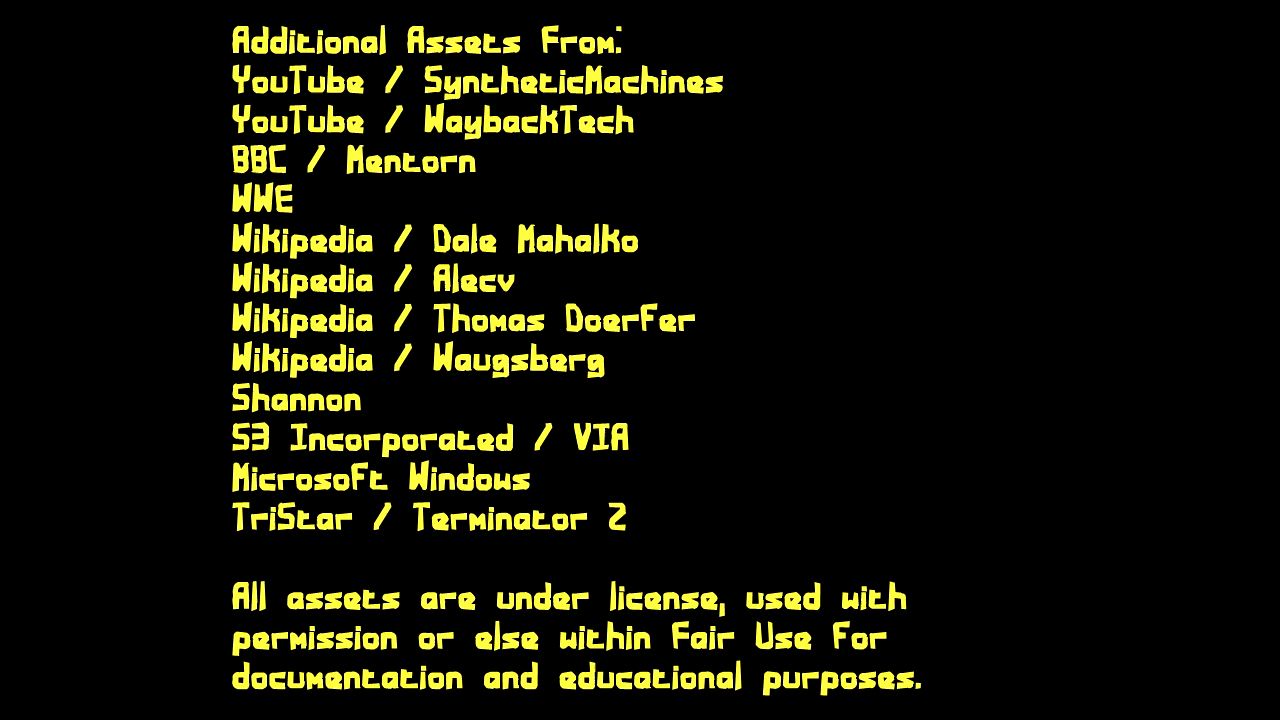 Additional Assets From:
YouTube / SyntheticMachines
YouTube / WaybackTech
BBC / Mentorn
WWE
Wikipedia / Dale Mahalko
Wikipedia / Alecv
Wikipedia / Thomas Doerfer
Wikipedia / Waugsberg
Shannon
S3 Incorporated / VIA
Microsoft Windows
TriStar / Terminator 2
All assets are under license, used with
permission or else within Fair Use for
documentation and educational purposes.